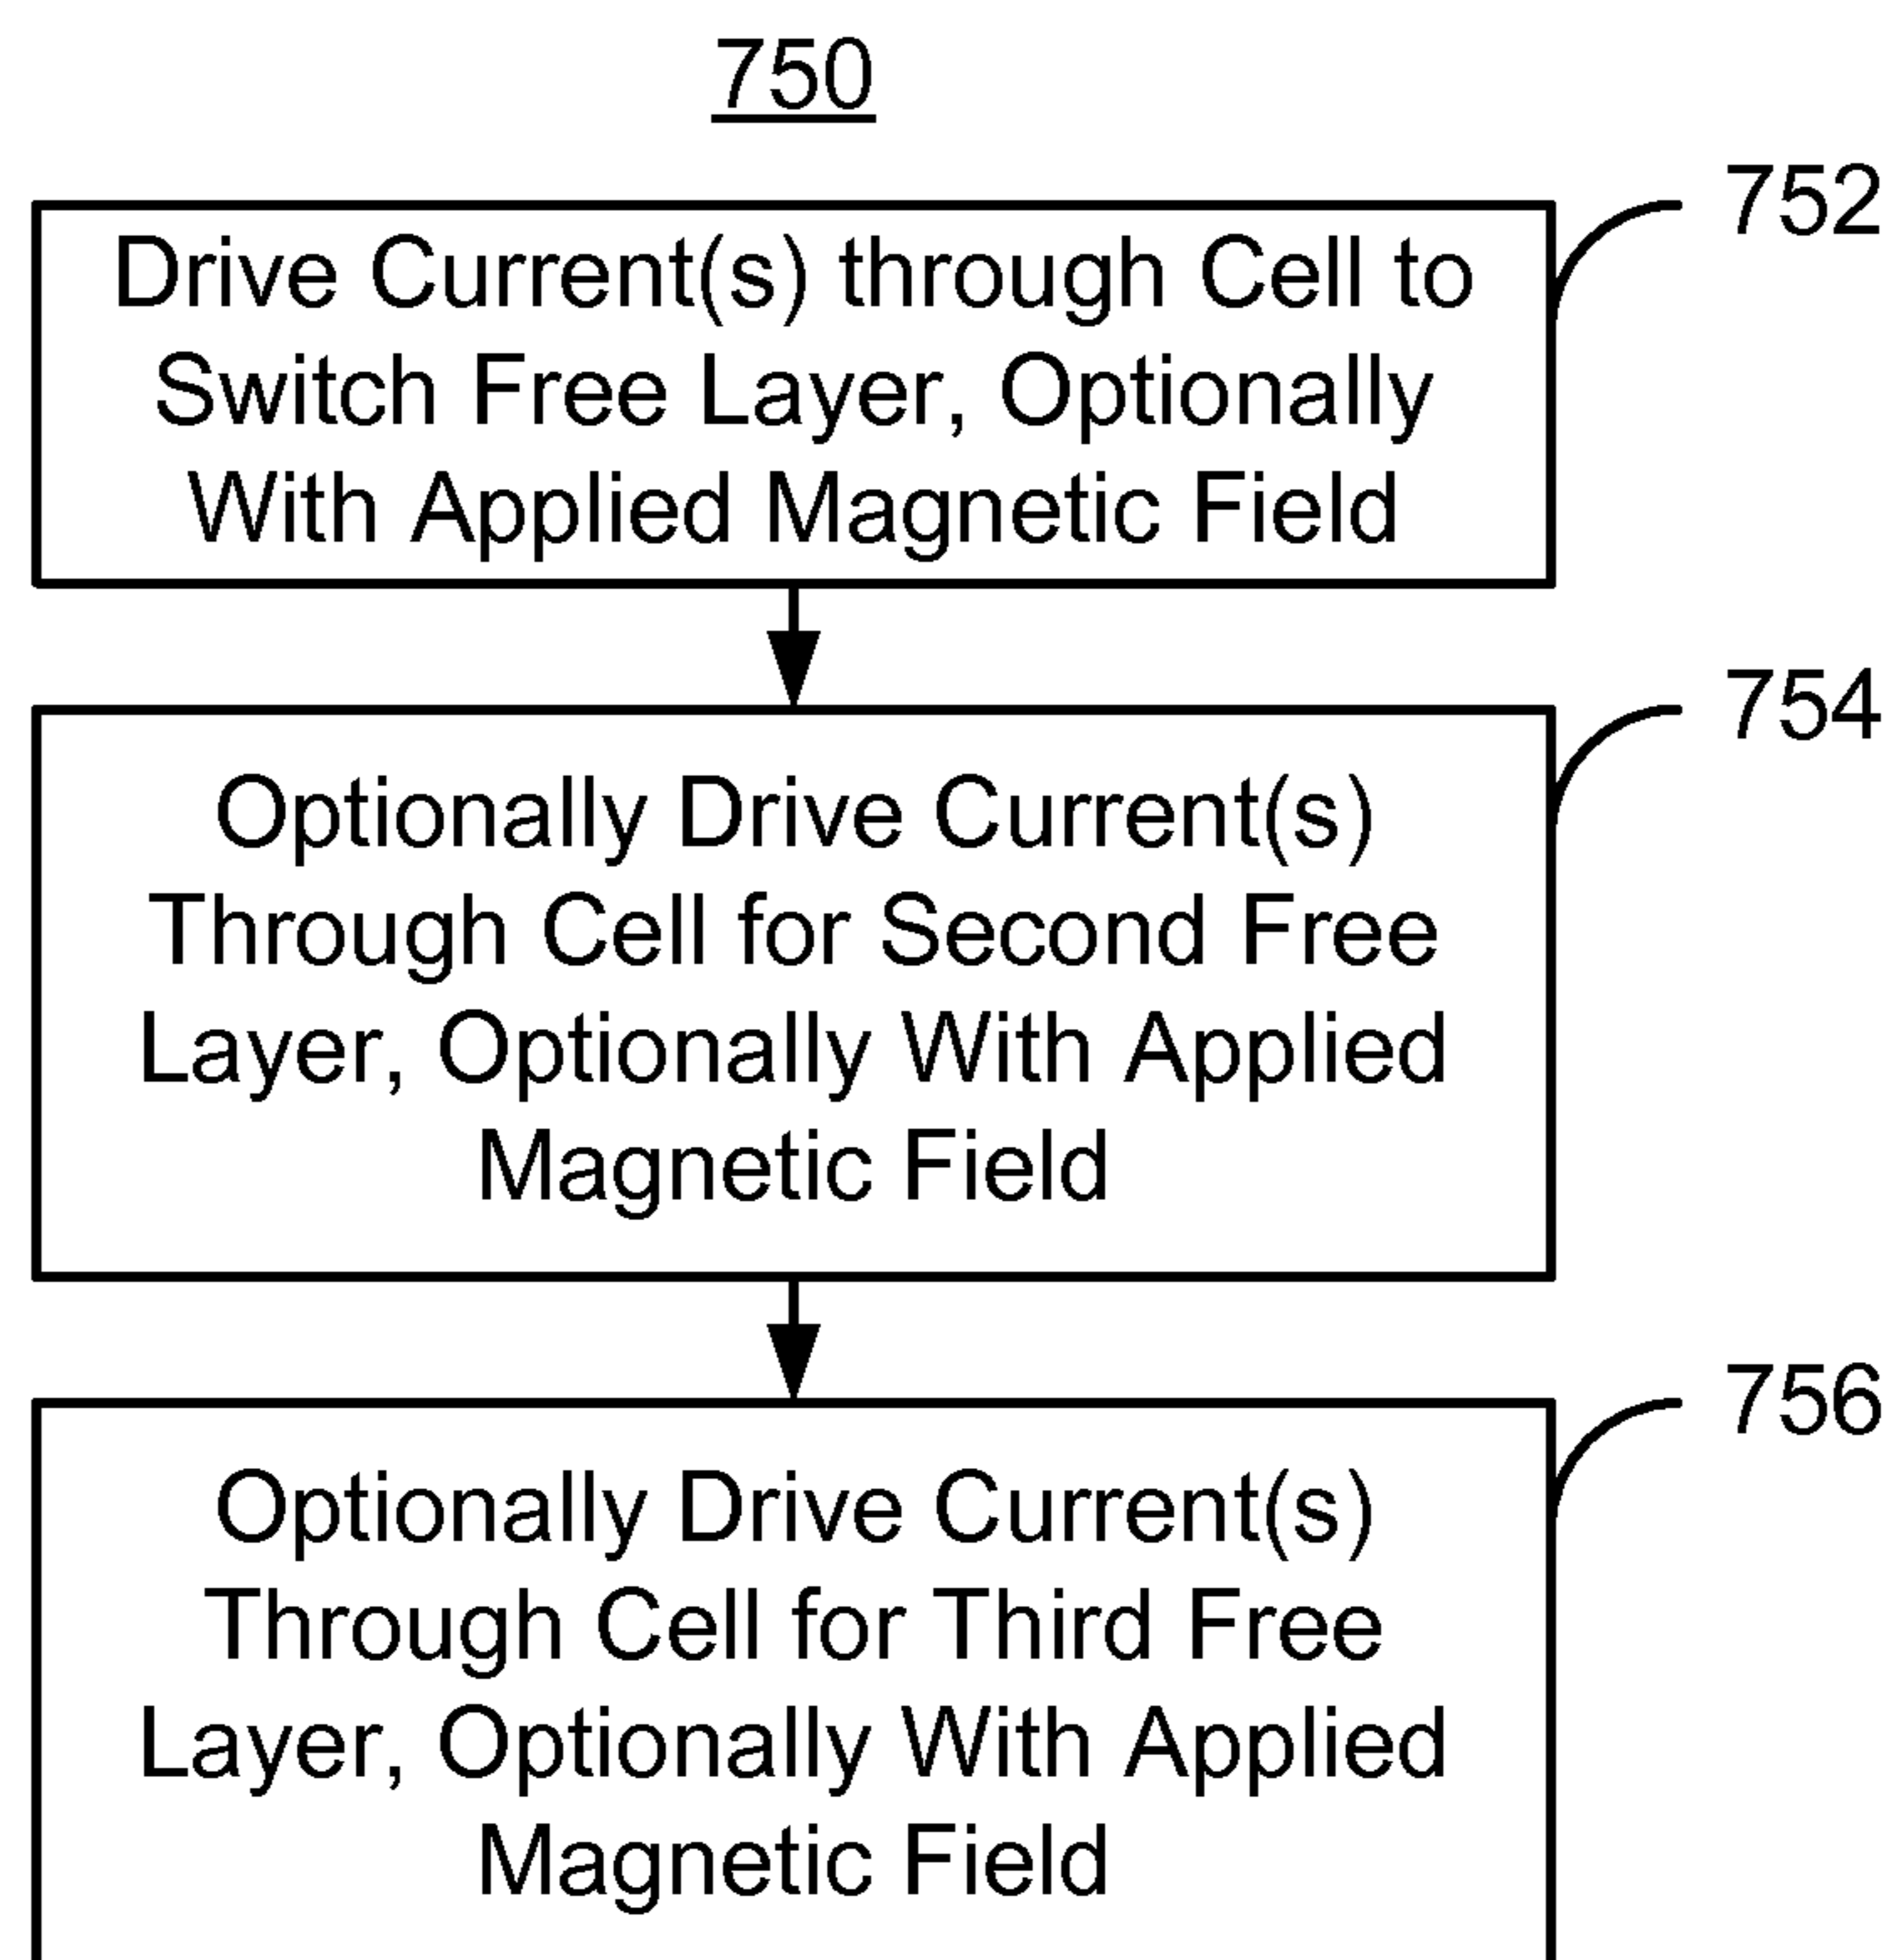 750
752
Drive Current(s) through Cell to
Switch Free Layer, Optionally
With Applied Magnetic Field
754
Optionally Drive Current(s)
Through Cell for Second Free
Layer, Optionally With Applied
Magnetic Field
756
Optionally Drive Current(s)
Through Cell for Third Free
Layer, Optionally With Applied
Magnetic Field